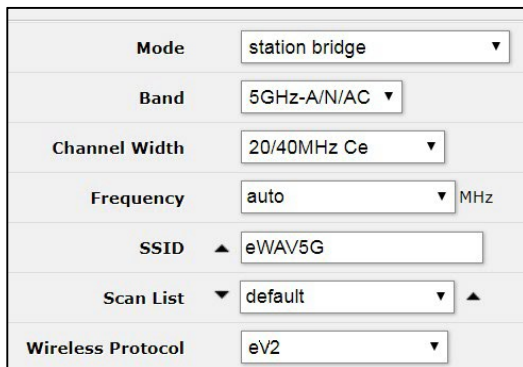 Mode station bridge
Band 5GHz-A/N/AC
Channel Width 20/40MHz Ce
Frequency auto MHz
SSID eWAV5G
Scan List default
Wireless Protocol eV2